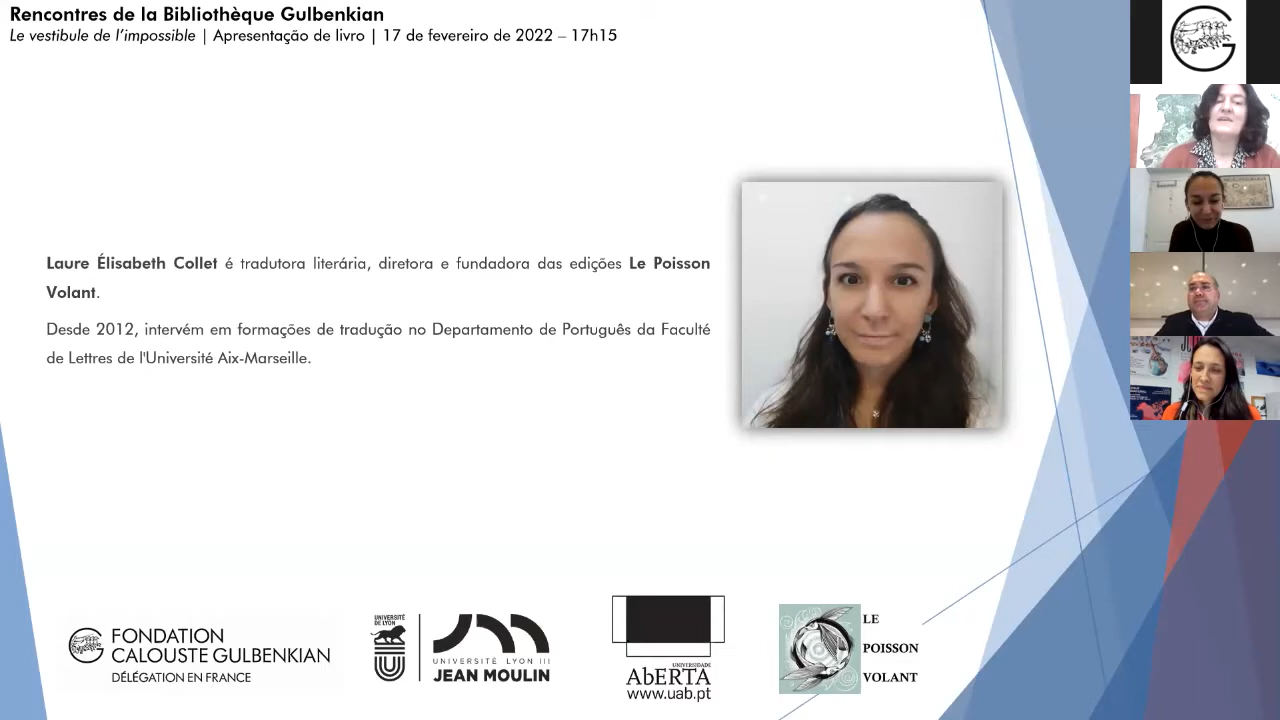 Rencontres de la Bibliothèque Gulbenkian
Le vestibule de l'impossible | Apresentação de livro | 17 de fevereiro de 2022 – 17h15
Laure Élisabeth Collet é tradutora literária, diretora e fundadora das edições Le Poisson
Volant.
Desde 2012, intervém em formações de tradução no Departamento de Português da Faculté
de Lettres de l'Université Aix-Marseille.
FONDATION
CALOUSTE GULBENKIAN
DÉLÉGATION EN FRANCE
UNIVERSITÉ
DE LYON
UNIVERSITÉ LYON III
JEAN MOULIN
UNIVERSIDADE
AbERTA
www.uab.pt
LE
POISSON
VOLANT